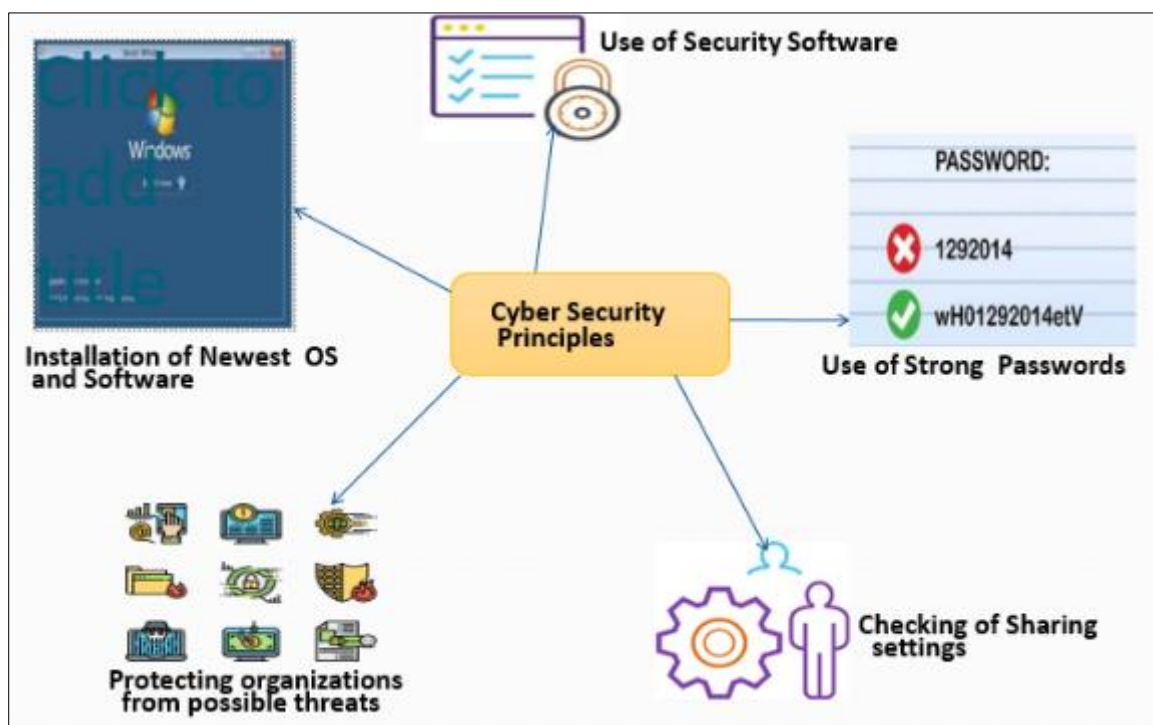 Use of Security Software
Click to
add
title
Windows
Installation of Newest OS
and Software
PASSWORD:
1292014
wH01292014etV
Use of Strong Passwords
Cyber Security
Principles
Protecting organizations
from possible threats
Checking of Sharing
settings